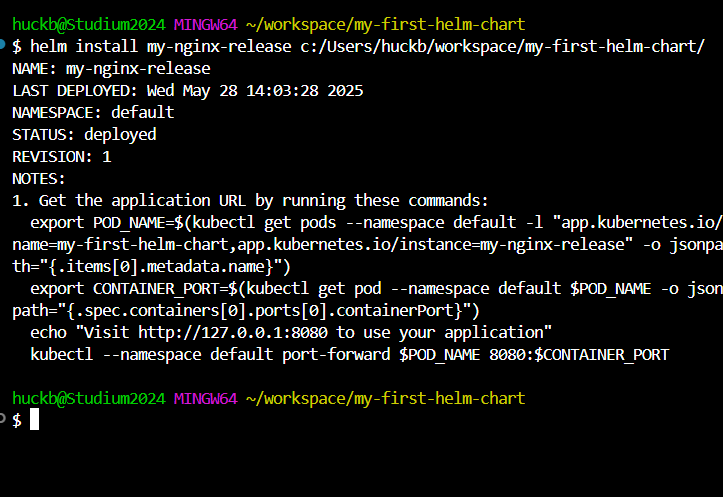 huckb@Studium2024 MINGW64 ~/workspace/my-first-helm-chart
$ helm install my-nginx-release c:/Users/huckb/workspace/my-first-helm-chart/
NAME: my-nginx-release
LAST DEPLOYED: Wed May 28 14:03:28 2025
NAMESPACE: default
STATUS: deployed
REVISION: 1
NOTES:
1. Get the application URL by running these commands:
  export POD_NAME=$(kubectl get pods --namespace default -l "app.kubernetes.io/
name=my-first-helm-chart,app.kubernetes.io/instance=my-nginx-release" -o jsonpa
th="{.items[0].metadata.name}")
  export CONTAINER_PORT=$(kubectl get pod --namespace default $POD_NAME -o json
path="{.spec.containers[0].ports[0].containerPort}")
  echo "Visit http://127.0.0.1:8080 to use your application"
  kubectl --namespace default port-forward $POD_NAME 8080:$CONTAINER_PORT
huckb@Studium2024 MINGW64 ~/workspace/my-first-helm-chart
$